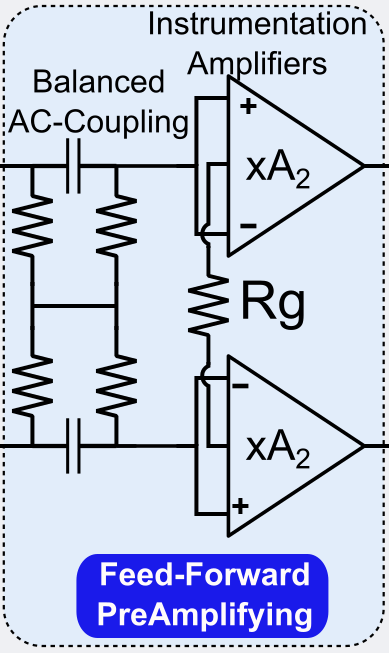 Instrumentation
Amplifiers
Balanced
AC-Coupling
+
xA₂
-
Rg
-
xA₂
+
Feed-Forward
PreAmplifying